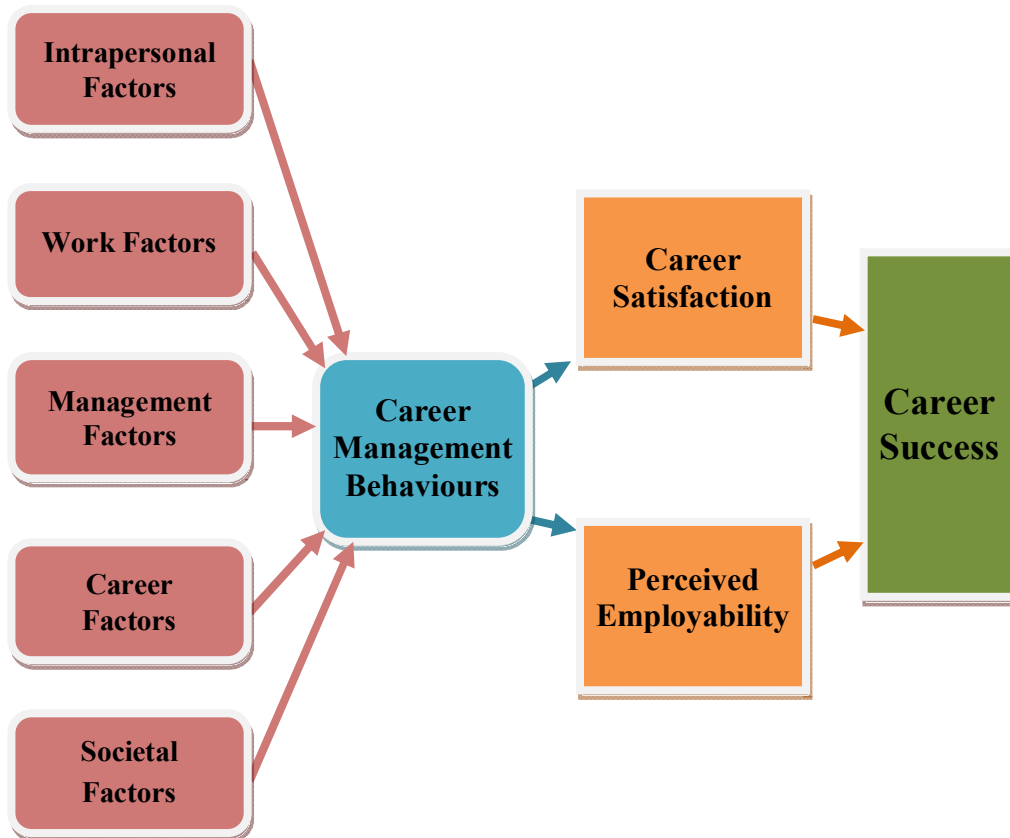 Intrapersonal
Factors
Work Factors
Management
Factors
Career
Factors
Societal
Factors
Career
Management
Behaviours
Career
Satisfaction
Perceived
Employability
Career
Success